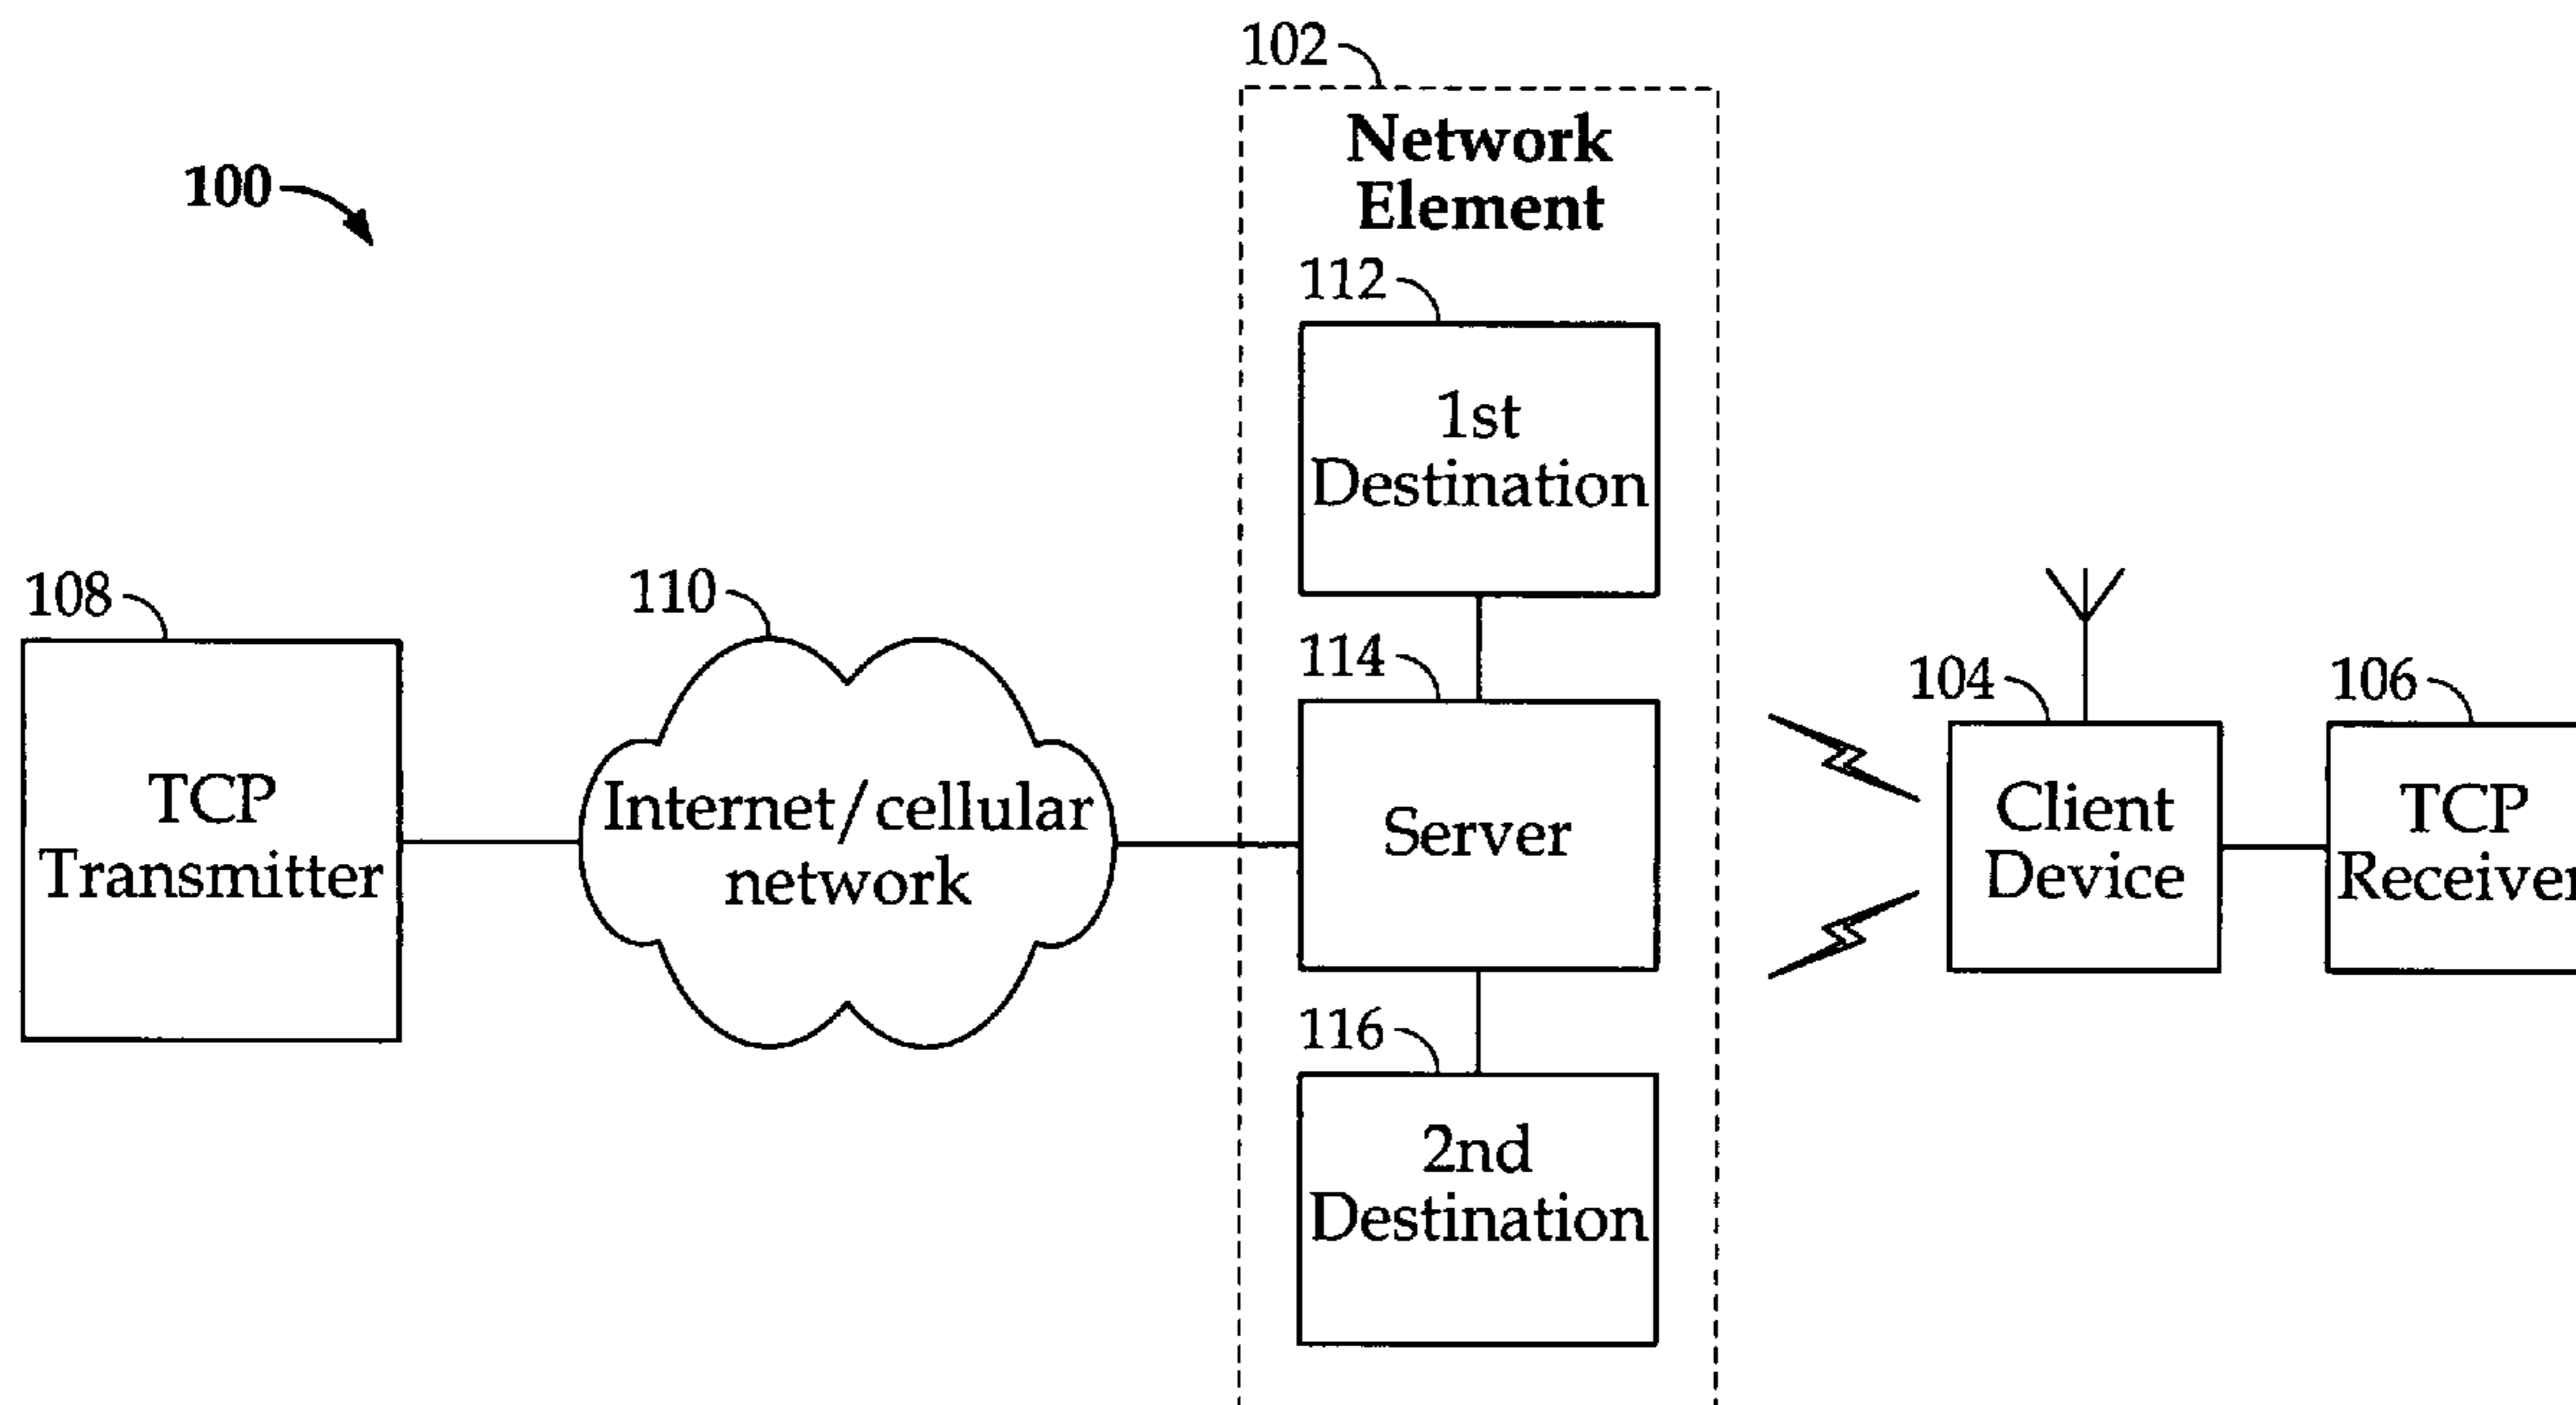 102
Network
Element
100
112
1st
Destination
108
110
114
104
106
TCP
Transmitter
Internet/cellular
network
Server
Client
Device
TCP
Receiver
116
2nd
Destination